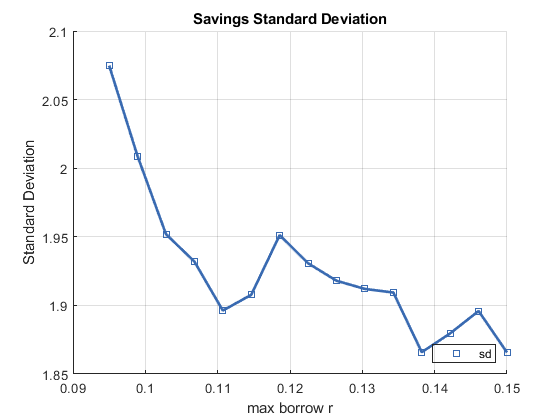 Savings Standard Deviation
2.1
2.05
2
1.95
1.9
1.85
Standard Deviation
sd
0.09 0.1 0.11 0.12 0.13 0.14 0.15
max borrow r